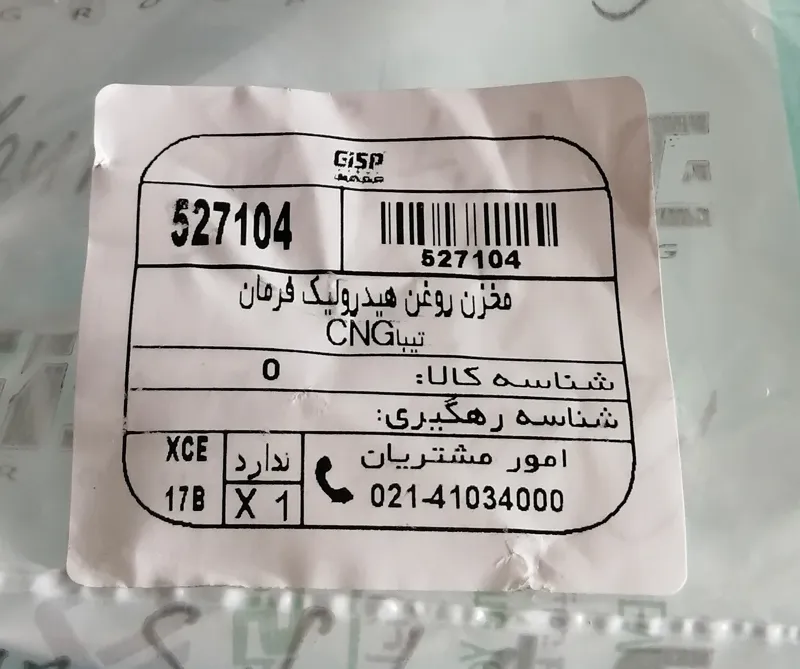 GISP
527104
527104
مخزن روغن هیدرولیک فرمان
تیباCNG
شناسه کالا: 0
شناسه رهگیری:
امور مشتریان
021-41034000
ندارد
X 1
XCE
17B